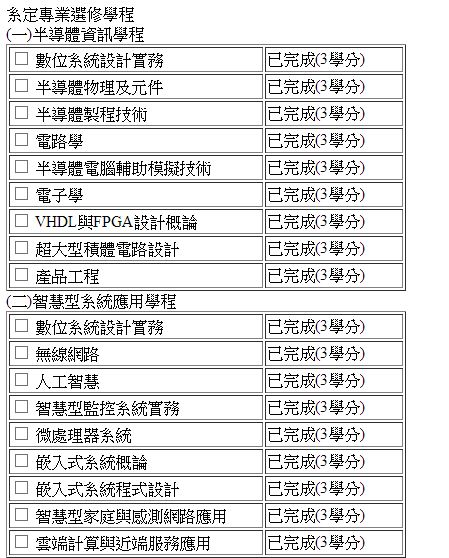 系定專業選修學程
(一)半導體資訊學程
數位系統設計實務 已完成(3學分)
半導體物理及元件 已完成(3學分)
半導體製程技術 已完成(3學分)
電路學 已完成(3學分)
半導體電腦輔助模擬技術 已完成(3學分)
電子學 已完成(3學分)
VHDL與FPGA設計概論 已完成(3學分)
超大型積體電路設計 已完成(3學分)
產品工程 已完成(3學分)
(二)智慧型系統應用學程
數位系統設計實務 已完成(3學分)
無線網路 已完成(3學分)
人工智慧 已完成(3學分)
智慧型監控系統實務 已完成(3學分)
微處理器系統 已完成(3學分)
嵌入式系統概論 已完成(3學分)
嵌入式系統程式設計 已完成(3學分)
智慧型家庭與感測網路應用 已完成(3學分)
雲端計算與近端服務應用 已完成(3學分)